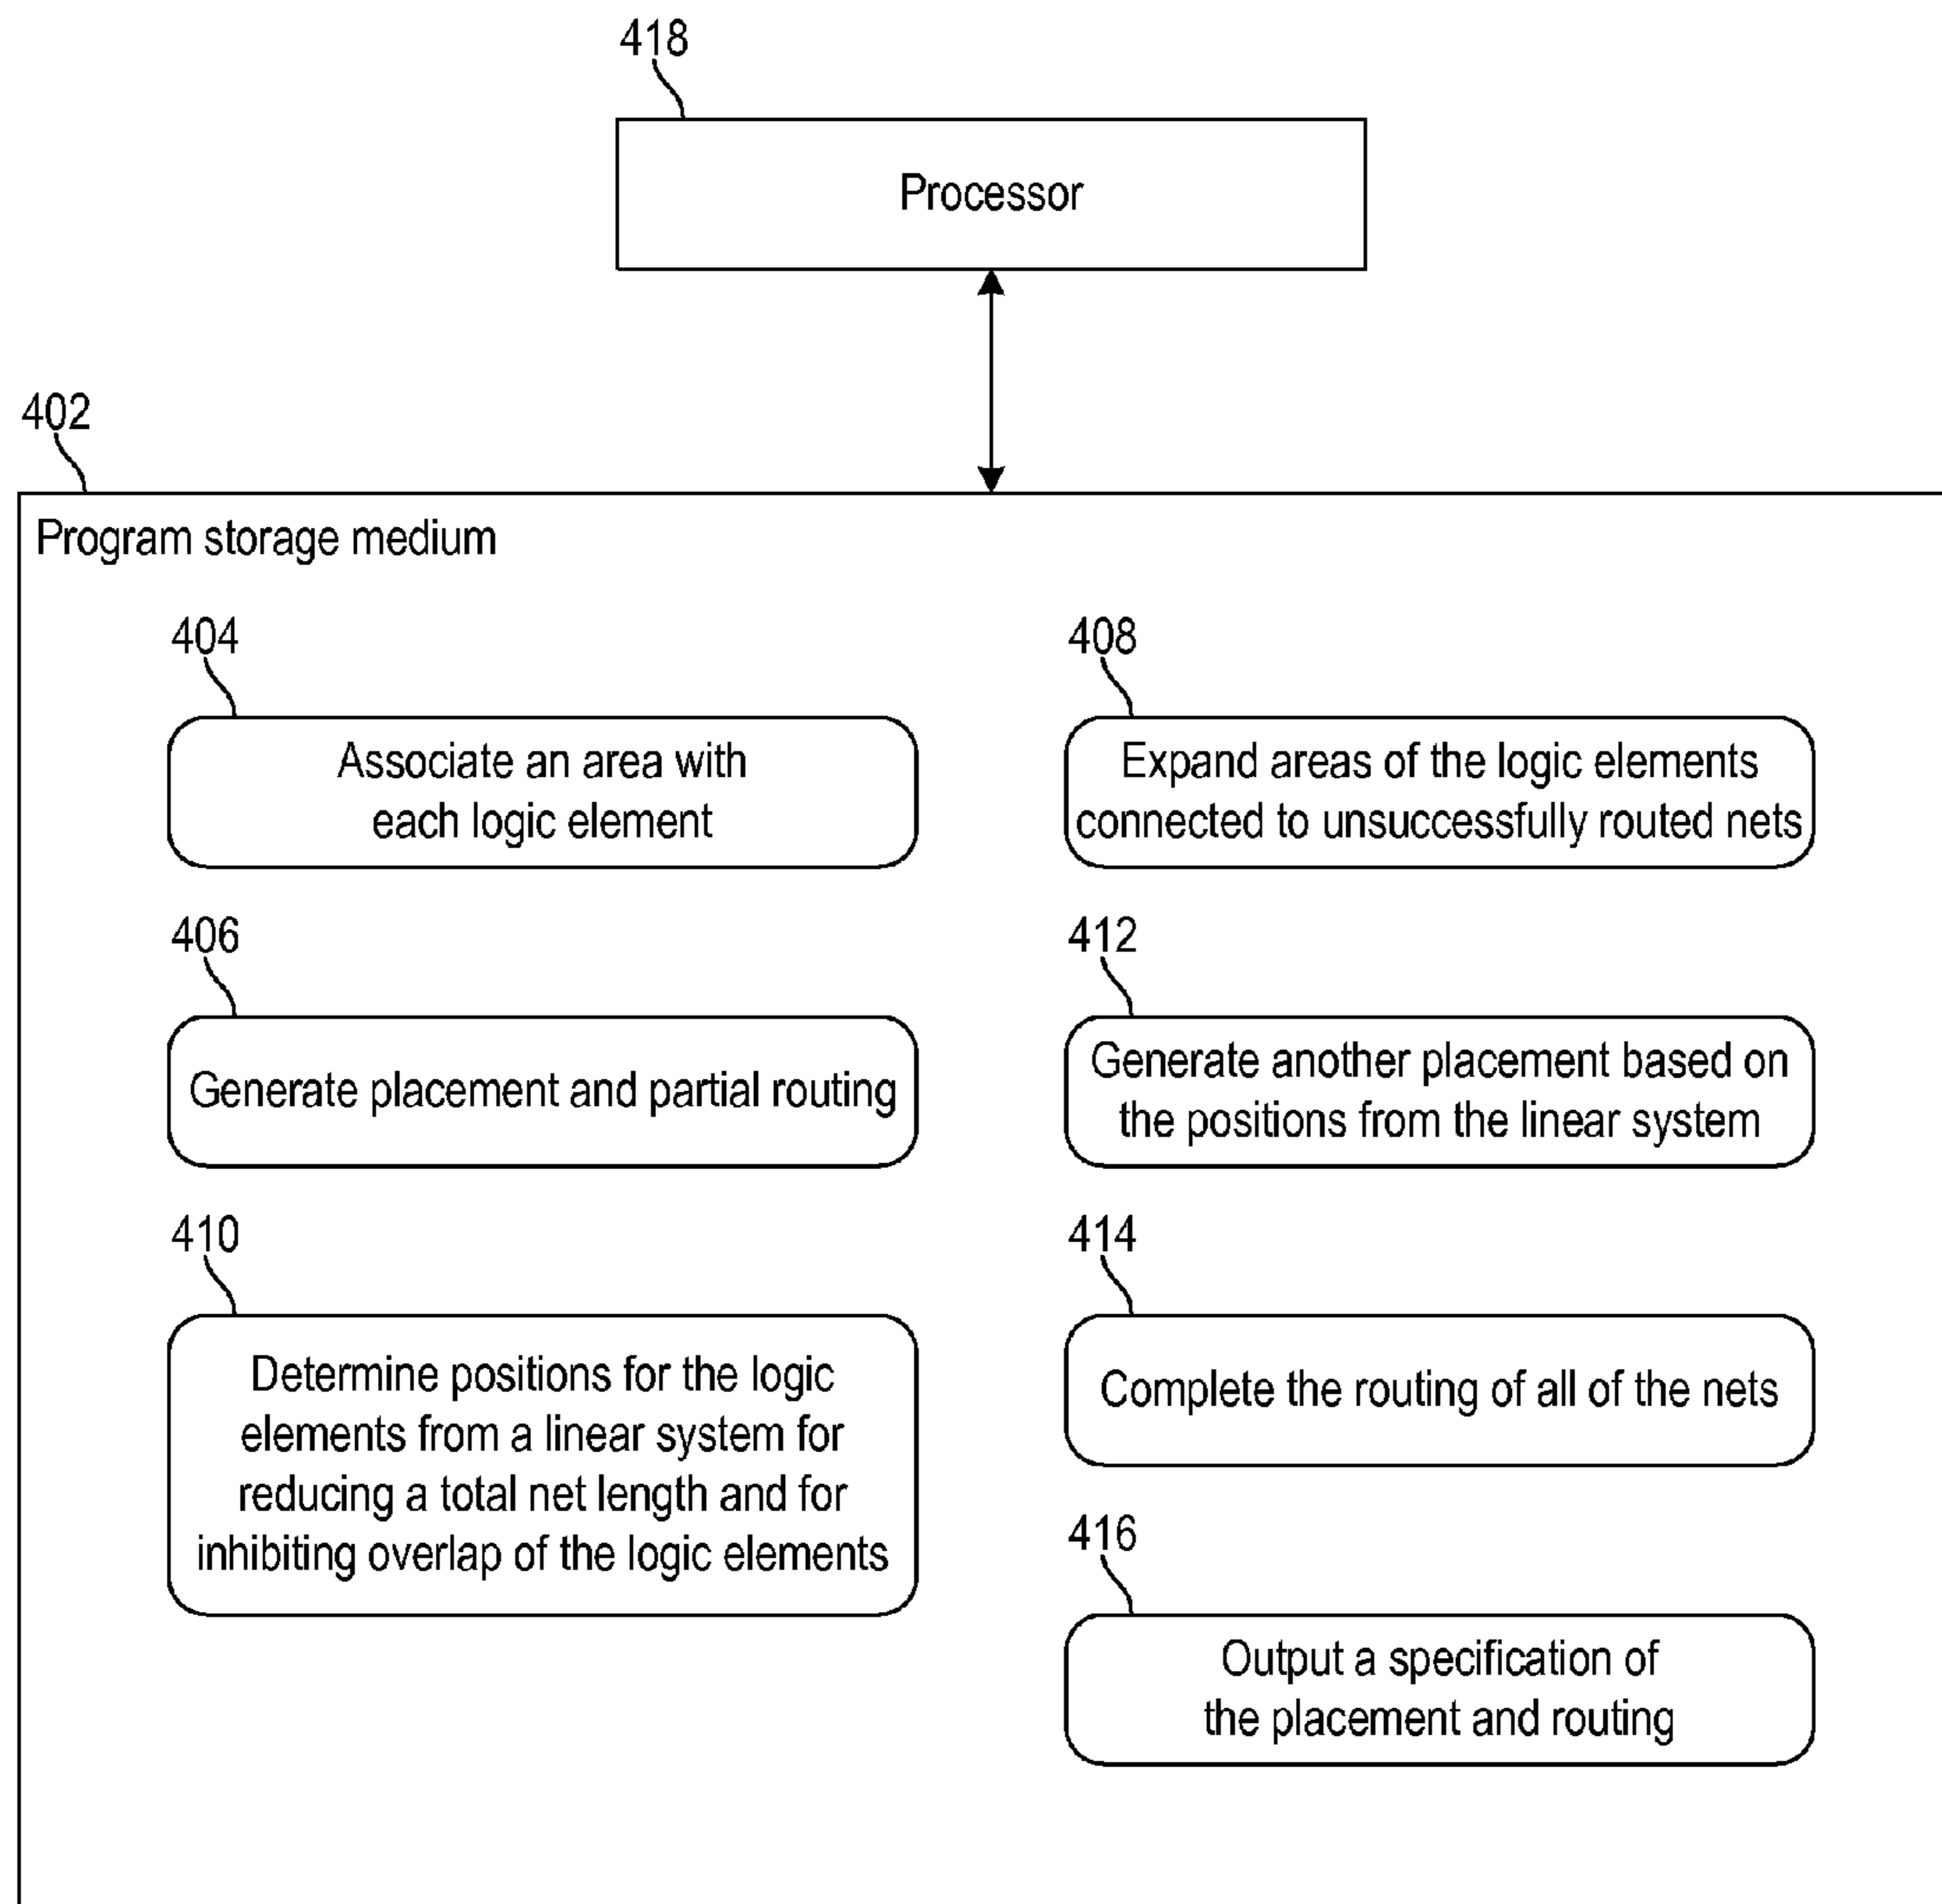 418
Processor
402
Program storage medium
404
Associate an area with
each logic element
408
Expand areas of the logic elements
connected to unsuccessfully routed nets
406
Generate placement and partial routing
412
Generate another placement based on
the positions from the linear system
410
Determine positions for the logic
elements from a linear system for
reducing a total net length and for
inhibiting overlap of the logic elements
414
Complete the routing of all of the nets
416
Output a specification of
the placement and routing